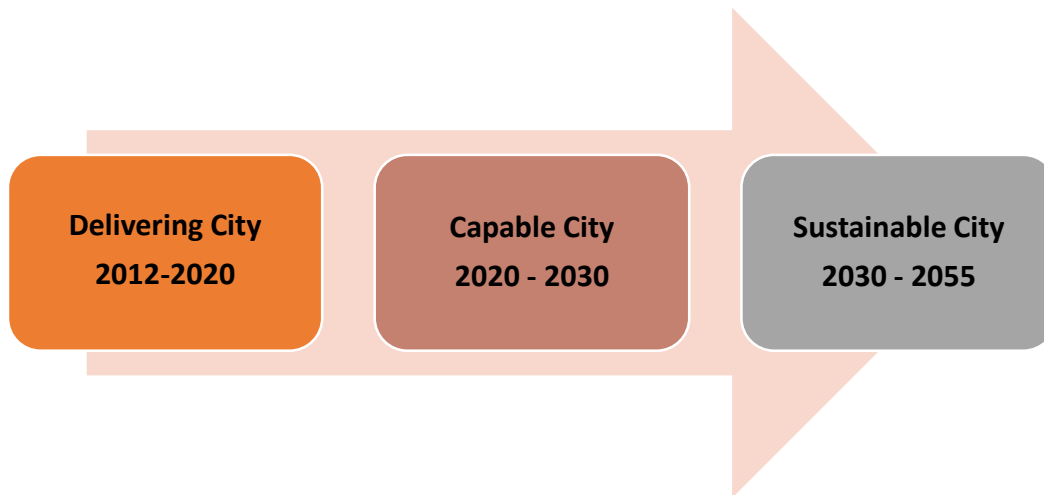 Delivering City
2012-2020
Capable City
2020 - 2030
Sustainable City
2030 - 2055